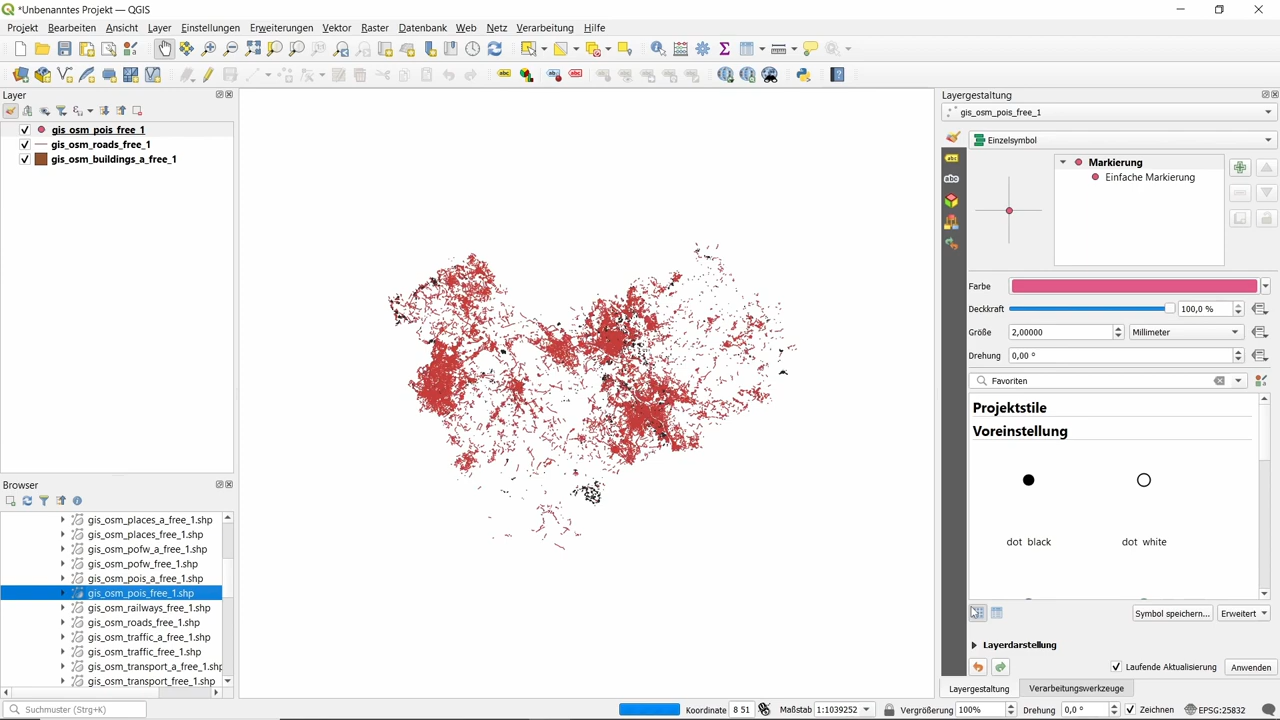 *Unbenanntes Projekt — QGIS
Projekt Bearbeiten Ansicht Layer Einstellungen Erweiterungen Vektor Raster Datenbank Web Netz Verarbeitung Hilfe
Layer
gis_osm_pois_free_1
gis_osm_roads_free_1
gis_osm_buildings_a_free_1
Browser
gis_osm_places_a_free_1.shp
gis_osm_places_free_1.shp
gis_osm_pofw_a_free_1.shp
gis_osm_pofw_free_1.shp
gis_osm_pois_a_free_1.shp
gis_osm_pois_free_1.shp
gis_osm_railways_free_1.shp
gis_osm_roads_free_1.shp
gis_osm_traffic_a_free_1.shp
gis_osm_traffic_free_1.shp
gis_osm_transport_a_free_1.shp
gis_osm_transport_free_1.shp
Layergestaltung
gis_osm_pois_free_1
Einzelsymbol
Markierung
Einfache Markierung
Farbe
Deckkraft 100,0 %
Größe 2,00000 Millimeter
Drehung 0,00 °
Favoriten
Projektstile
Voreinstellung
dot black dot white
Symbol speichern... Erweitert
Layerdarstellung
Laufende Aktualisierung Anwenden
Layergestaltung Verarbeitungswerkzeuge
Suchmuster (Strg+K) Koordinate 8 51 Maßstab 1:1039252 Vergrößerung 100% Drehung 0,0 ° Zeichnen EPSG:25832